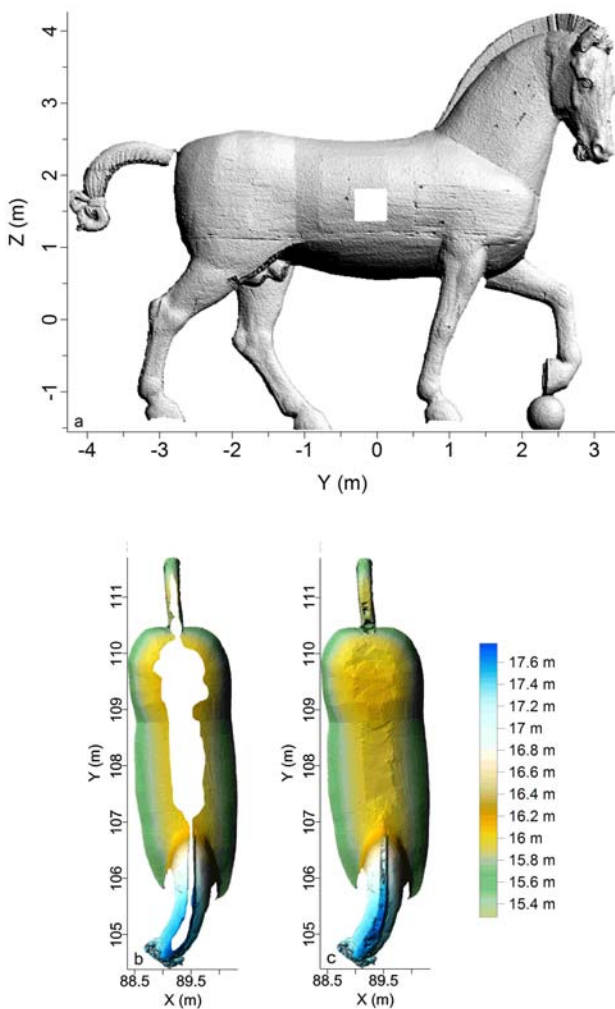 4
3
2
1
0
-1
Z (m)
a
-4 -3 -2 -1 0 1 2 3
Y (m)
111
110
109
108
107
106
105
Y (m)
b
88.5 89.5
X (m)
111
110
109
108
107
106
105
Y (m)
c
88.5 89.5
X (m)
17.6 m
17.4 m
17.2 m
17 m
16.8 m
16.6 m
16.4 m
16.2 m
16 m
15.8 m
15.6 m
15.4 m